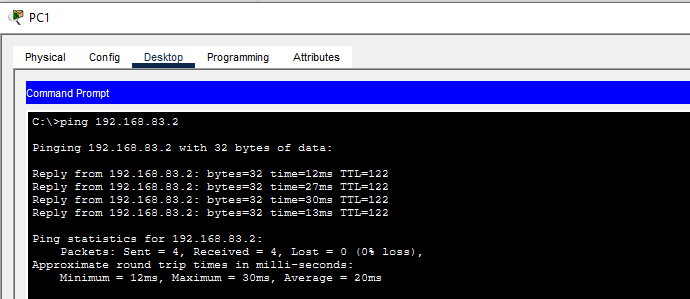 PC1
Physical Config Desktop Programming Attributes
Command Prompt
C:\>ping 192.168.83.2
Pinging 192.168.83.2 with 32 bytes of data:
Reply from 192.168.83.2: bytes=32 time=12ms TTL=122
Reply from 192.168.83.2: bytes=32 time=27ms TTL=122
Reply from 192.168.83.2: bytes=32 time=30ms TTL=122
Reply from 192.168.83.2: bytes=32 time=13ms TTL=122
Ping statistics for 192.168.83.2:
Packets: Sent = 4, Received = 4, Lost = 0 (0% loss),
Approximate round trip times in milli-seconds:
Minimum = 12ms, Maximum = 30ms, Average = 20ms